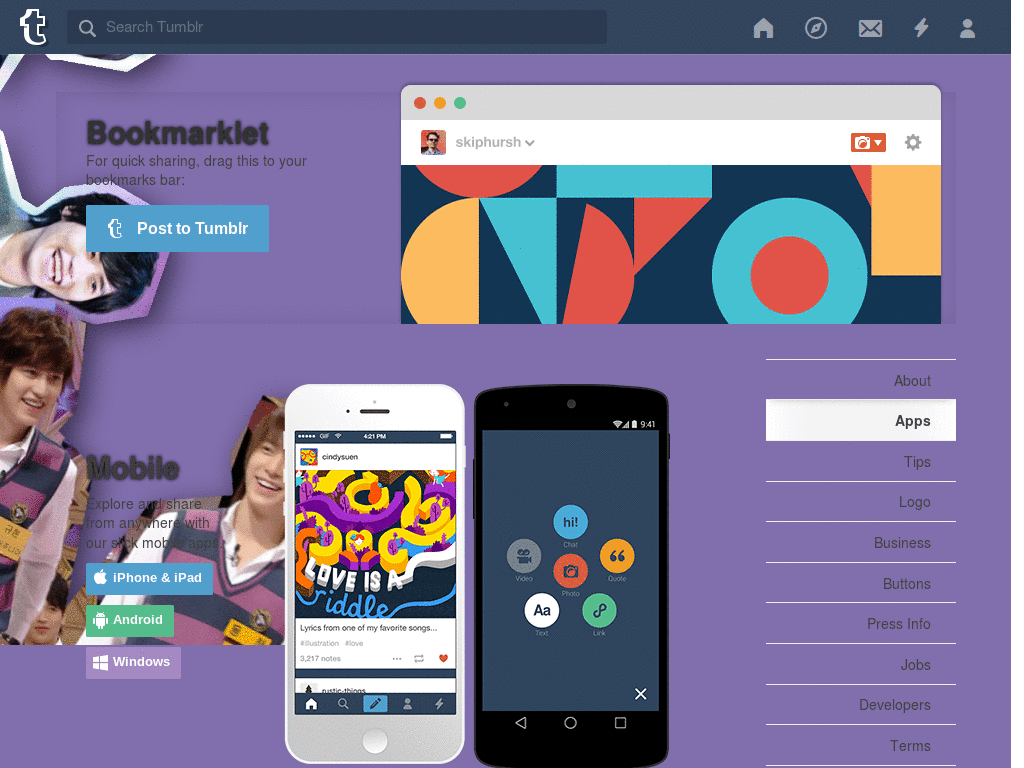 Search Tumblr
Bookmarklet
For quick sharing, drag this to your
bookmarks bar:
Post to Tumblr
skiphursh
Mobile
Explore and share
from anywhere with
our slick mobile apps.
iPhone & iPad
Android
Windows
GIF
4:21 PM
cindysuen
LOVE IS A
riddle
Lyrics from one of my favorite songs...
#illustration #love
3,217 notes
rustic-things
9:41
hi!
Chat
Video
Quote
Photo
Aa
Text
Link
About
Apps
Tips
Logo
Business
Buttons
Press Info
Jobs
Developers
Terms